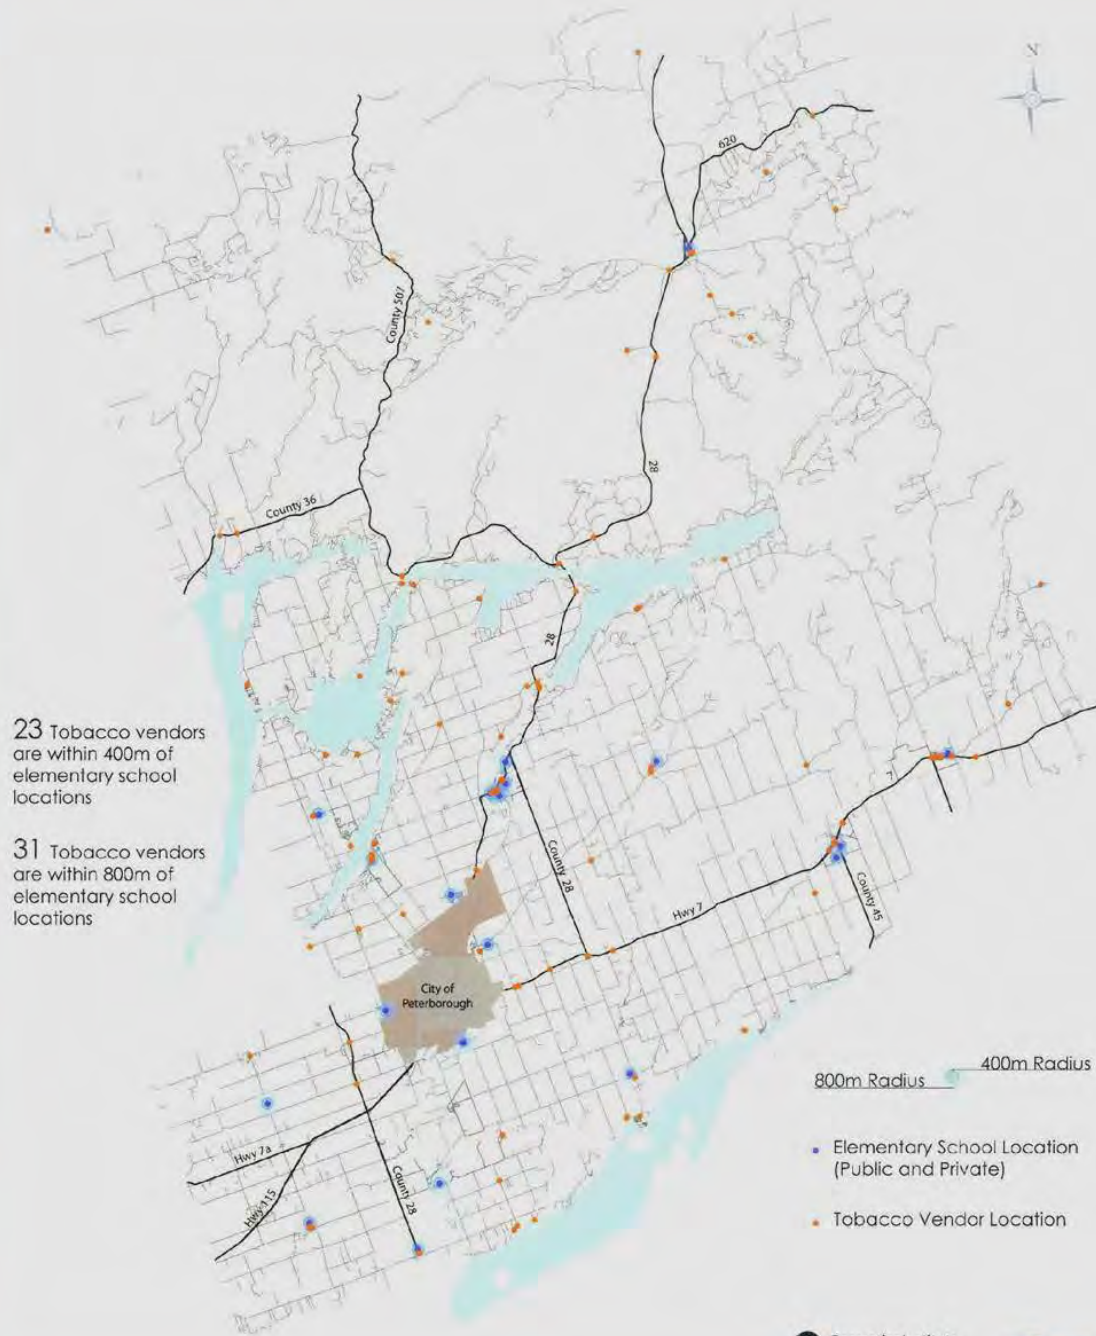 N
620
County 507
28
County 36
28
23 Tobacco vendors
are within 400m of
elementary school
locations
31 Tobacco vendors
are within 800m of
elementary school
locations
7
County 28
County 45
Hwy 7
City of
Peterborough
400m Radius
800m Radius
Elementary School Location
(Public and Private)
Hwy 7a
County 28
Hwy 115
Tobacco Vendor Location